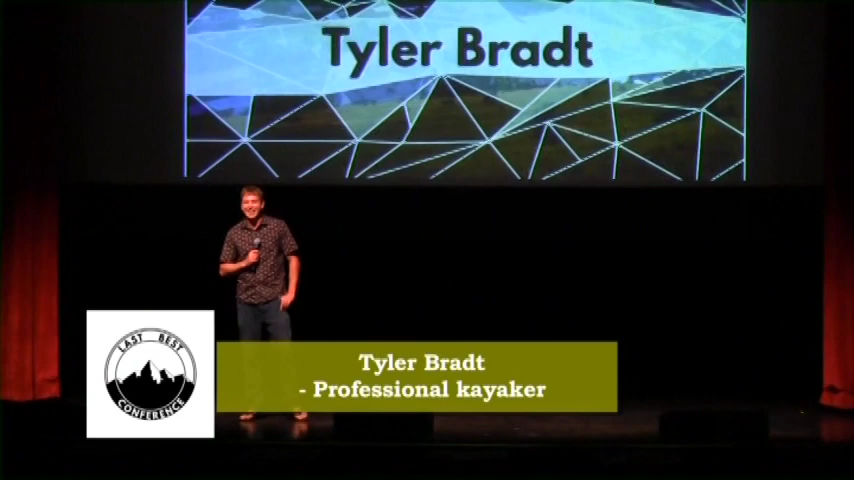 Tyler Bradt
LAST BEST
CONFERENCE
Tyler Bradt
- Professional kayaker